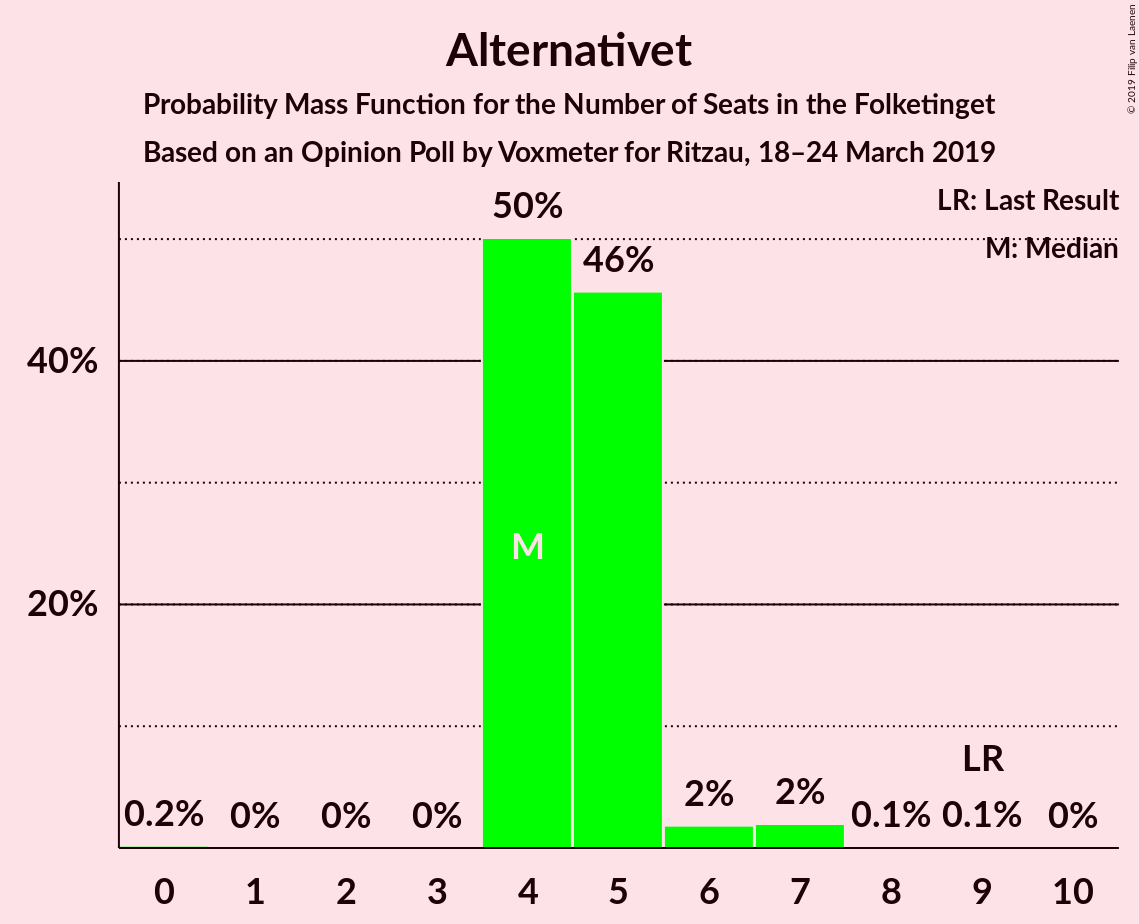 Alternativet
Probability Mass Function for the Number of Seats in the Folketinget
Based on an Opinion Poll by Voxmeter for Ritzau, 18–24 March 2019
© 2019 Filip van Laenen
LR: Last Result
M: Median
50%
46%
40%
M
20%
LR
0.2% 0% 0% 0% 2% 2% 0.1% 0.1% 0%
0 1 2 3 4 5 6 7 8 9 10